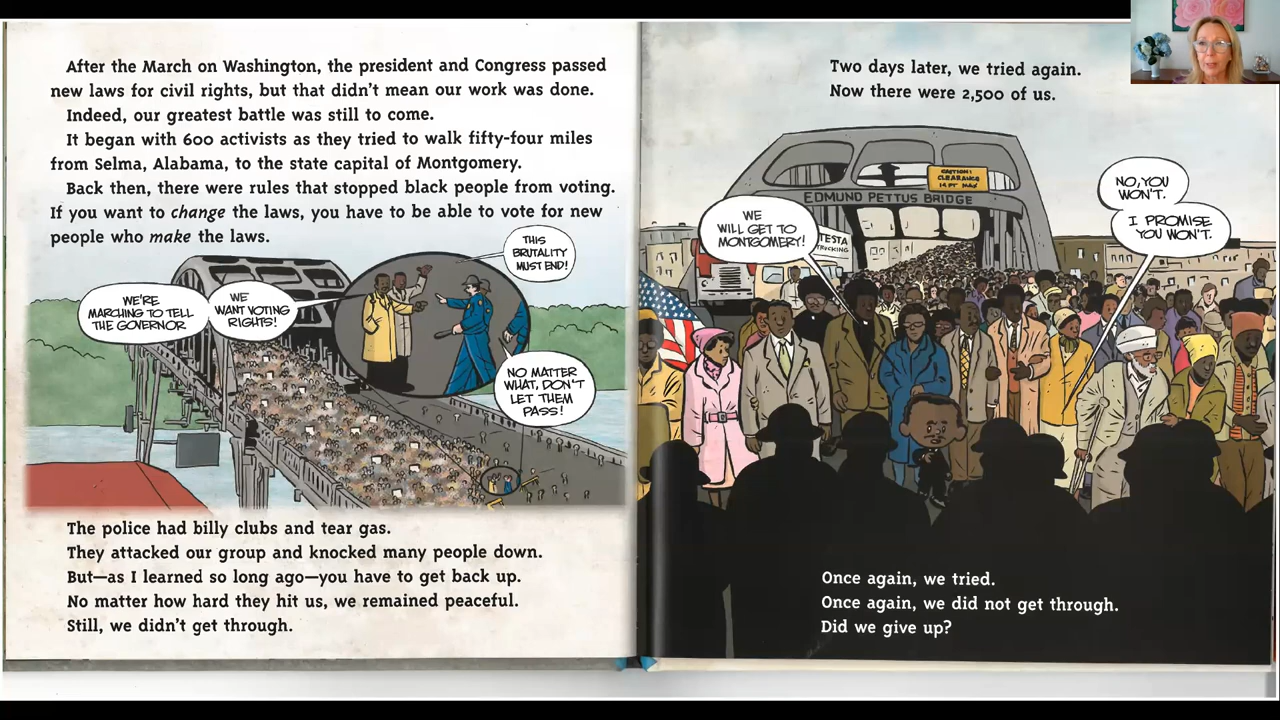 After the March on Washington, the president and Congress passed
new laws for civil rights, but that didn't mean our work was done.
Indeed, our greatest battle was still to come.
It began with 600 activists as they tried to walk fifty-four miles
from Selma, Alabama, to the state capital of Montgomery.
Back then, there were rules that stopped black people from voting.
If you want to change the laws, you have to be able to vote for new
people who make the laws.
THIS
BRUTALITY
MUST END!
WE'RE
MARCHING TO TELL
THE GOVERNOR
WE
WANT VOTING
RIGHTS!
NO MATTER
WHAT, DON'T
LET THEM
PASS!
The police had billy clubs and tear gas.
They attacked our group and knocked many people down.
But—as I learned so long ago—you have to get back up.
No matter how hard they hit us, we remained peaceful.
Still, we didn't get through.
Two days later, we tried again.
Now there were 2,500 of us.
CAUTION!
CLEARANCE
14 FT MAX
EDMUND PETTUS BRIDGE
WE
WILL GET TO
MONTGOMERY!
TESTA
TRUCKING
NO, YOU
WON'T.
I PROMISE
YOU WON'T.
Once again, we tried.
Once again, we did not get through.
Did we give up?